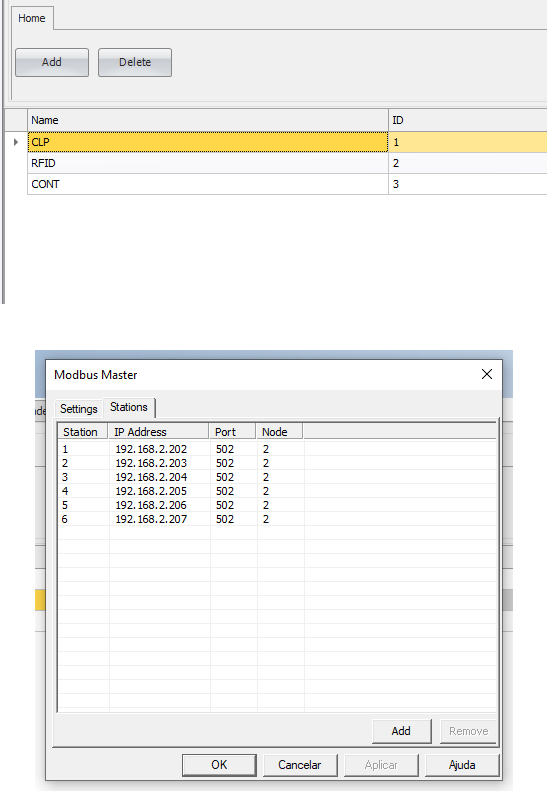 Home
Add Delete
Name ID
CLP 1
RFID 2
CONT 3
Modbus Master
Settings Stations
Station IP Address Port Node
1 192.168.2.202 502 2
2 192.168.2.203 502 2
3 192.168.2.204 502 2
4 192.168.2.205 502 2
5 192.168.2.206 502 2
6 192.168.2.207 502 2
Add Remove
OK Cancelar Aplicar Ajuda